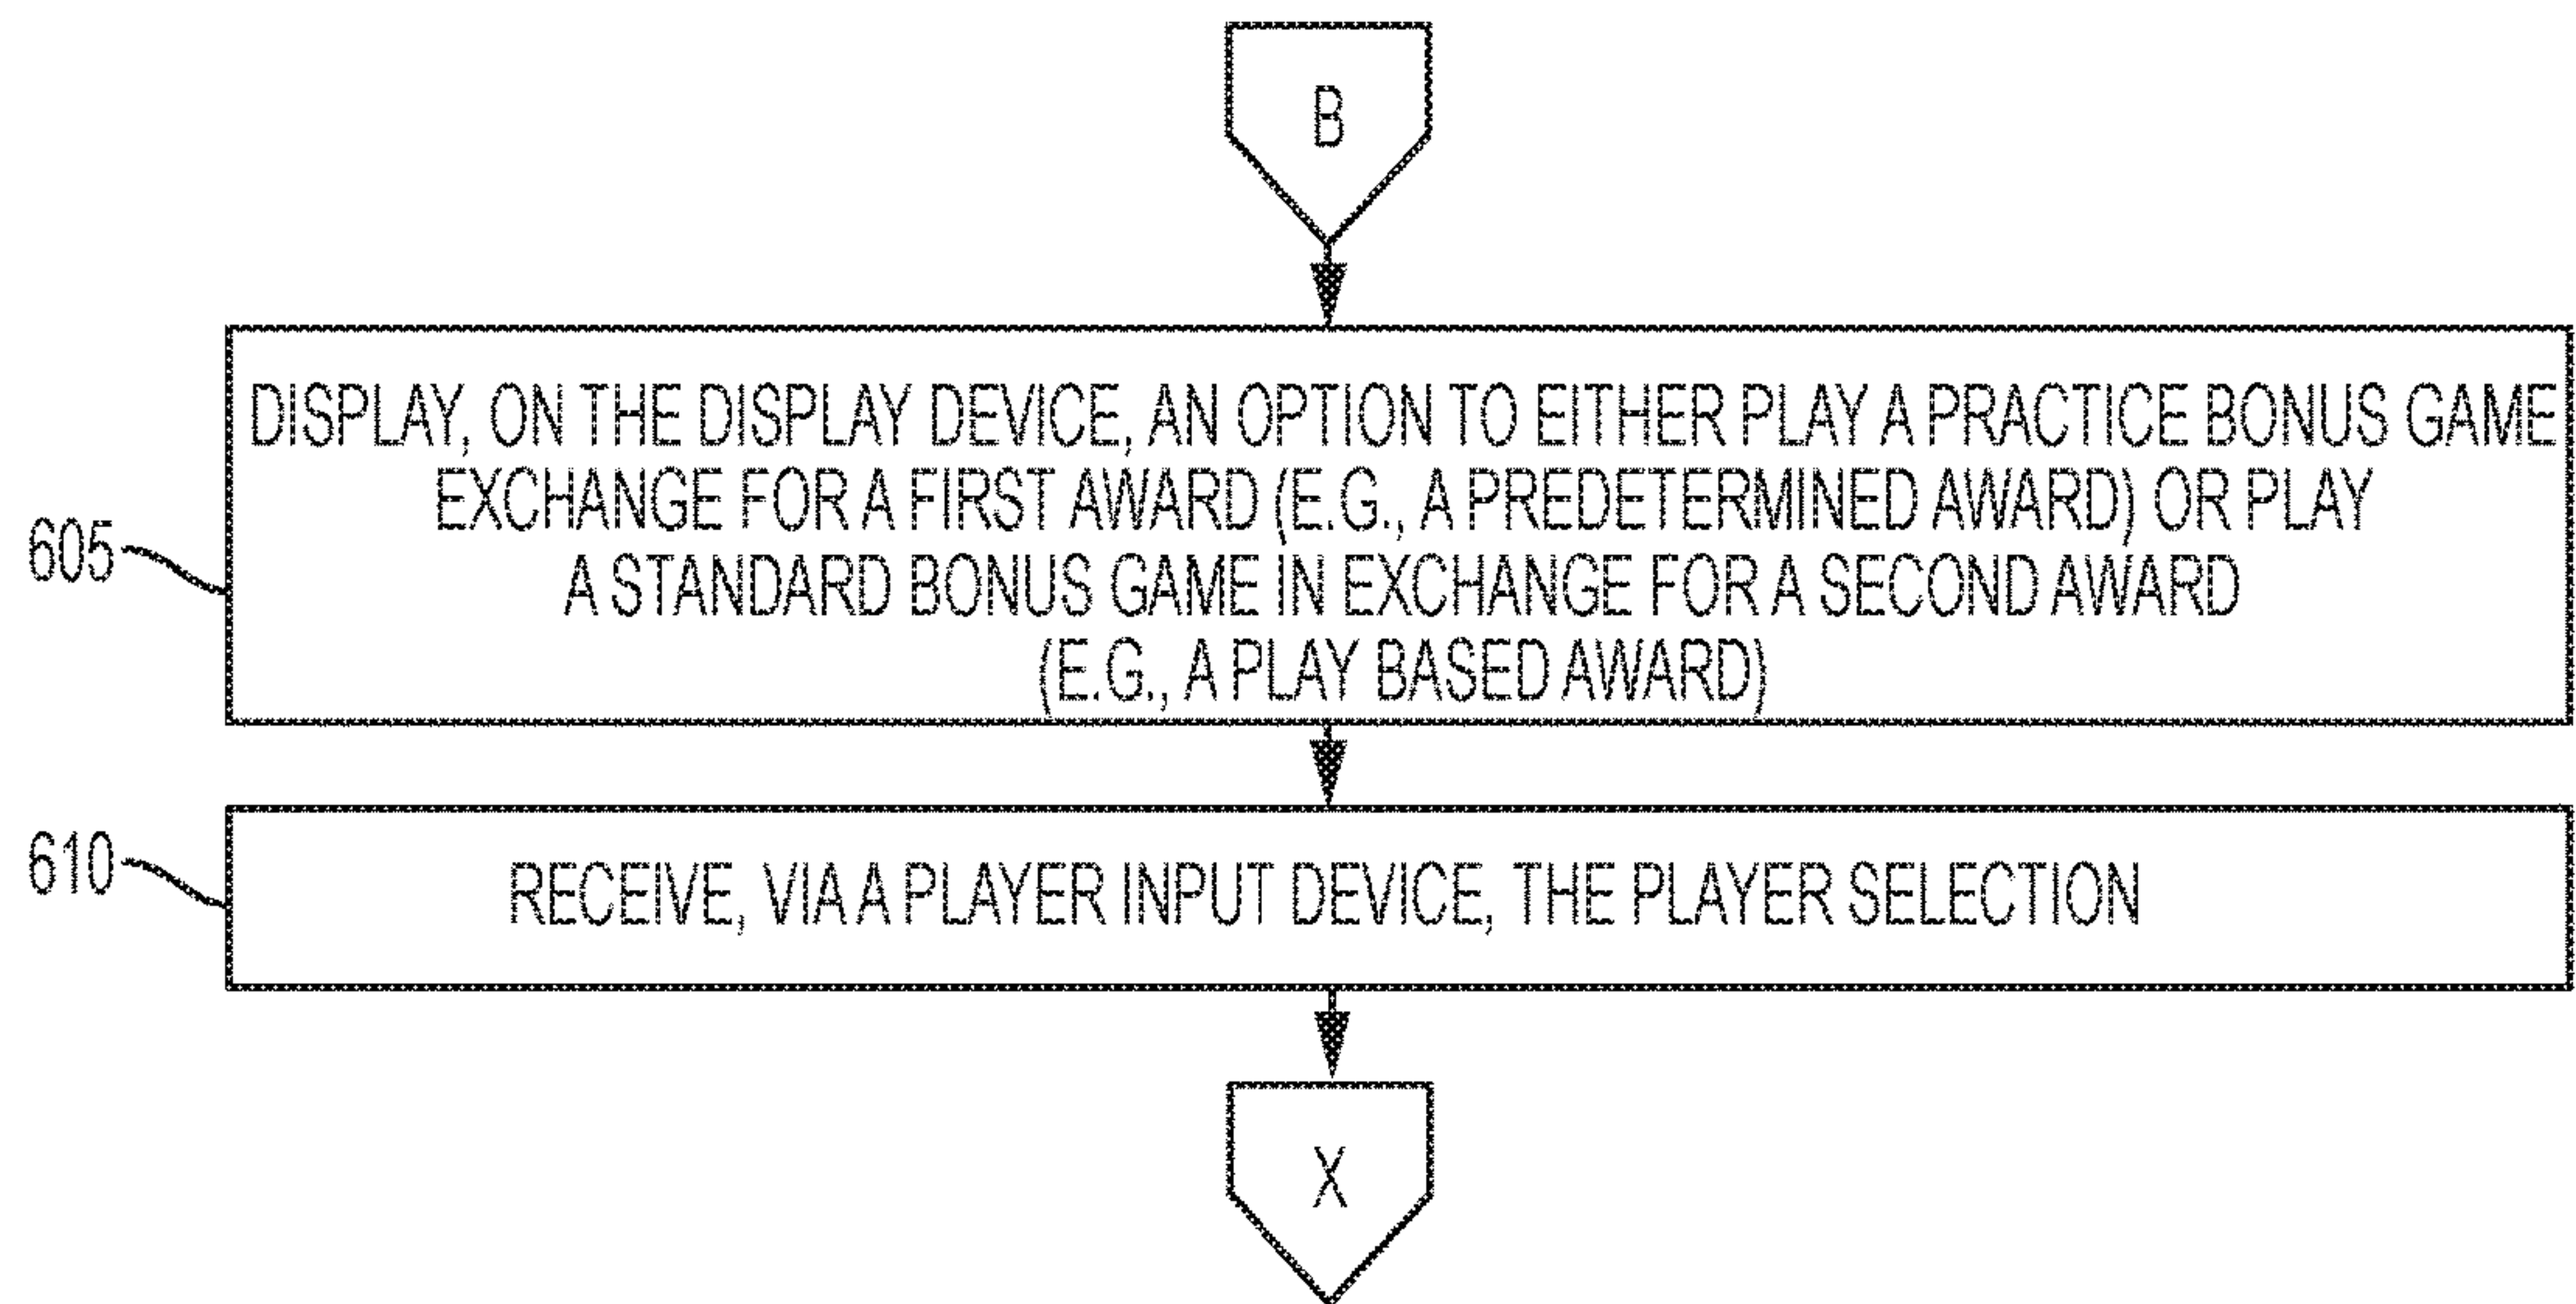 B
DISPLAY, ON THE DISPLAY DEVICE, AN OPTION TO EITHER PLAY A PRACTICE BONUS GAME
EXCHANGE FOR A FIRST AWARD (E.G., A PREDETERMINED AWARD) OR PLAY
A STANDARD BONUS GAME IN EXCHANGE FOR A SECOND AWARD
(E.G., A PLAY BASED AWARD)
605
RECEIVE, VIA A PLAYER INPUT DEVICE, THE PLAYER SELECTION
610
X